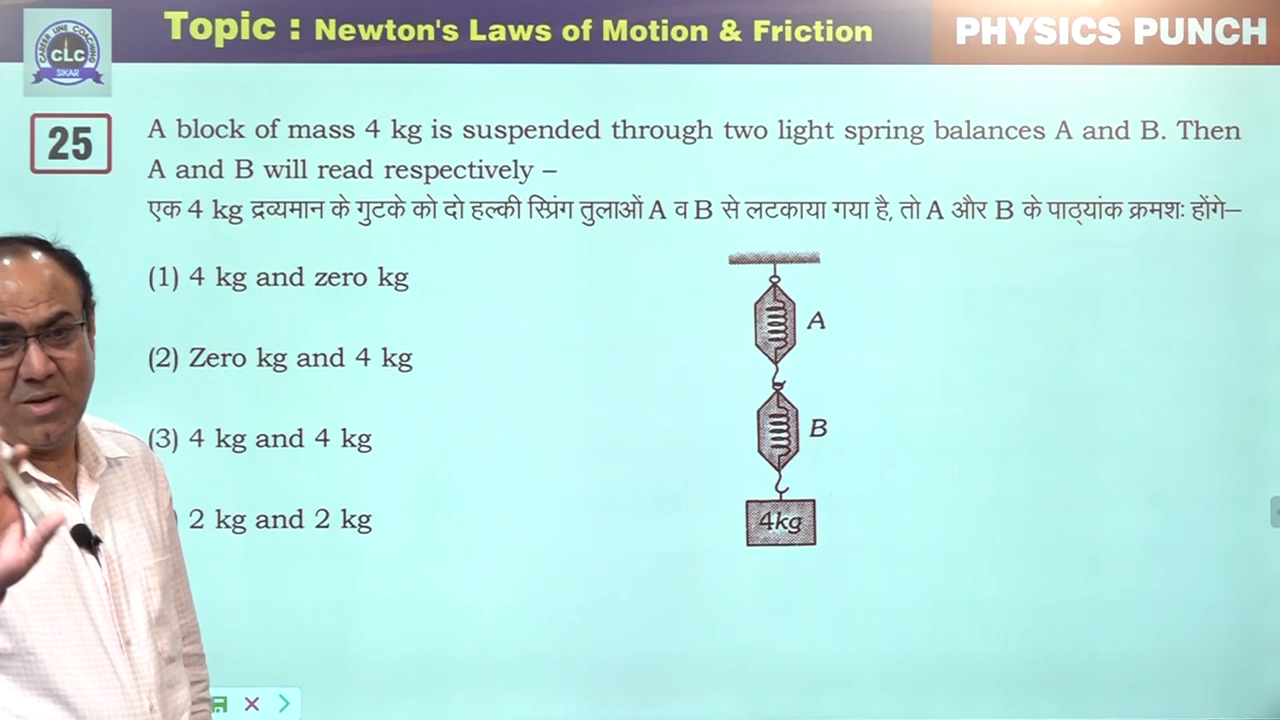 Topic : Newton's Laws of Motion & Friction
PHYSICS PUNCH
CAREER LINE COACHING
CLC
SIKAR
25
A block of mass 4 kg is suspended through two light spring balances A and B. Then
A and B will read respectively –
एक 4 kg द्रव्यमान के गुटके को दो हल्की स्प्रिंग तुलाओं A व B से लटकाया गया है, तो A और B के पाठ्यांक क्रमशः होंगे–
(1) 4 kg and zero kg
(2) Zero kg and 4 kg
(3) 4 kg and 4 kg
) 2 kg and 2 kg
A
B
4kg